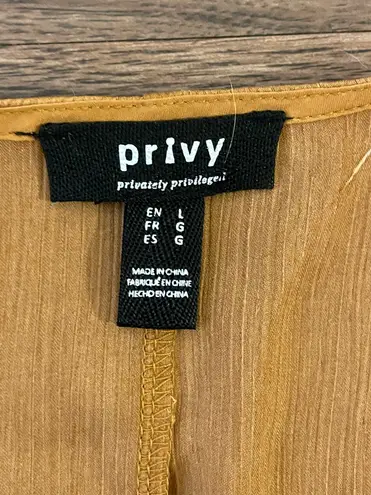 privy
privately privileged
EN L
FR G
ES G
MADE IN CHINA
FABRIQUÉ EN CHINE
HECHO EN CHINA